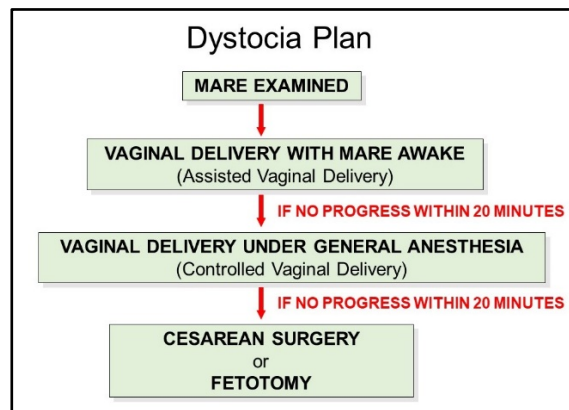 Dystocia Plan
MARE EXAMINED
VAGINAL DELIVERY WITH MARE AWAKE
(Assisted Vaginal Delivery)
IF NO PROGRESS WITHIN 20 MINUTES
VAGINAL DELIVERY UNDER GENERAL ANESTHESIA
(Controlled Vaginal Delivery)
IF NO PROGRESS WITHIN 20 MINUTES
CESAREAN SURGERY
or
FETOTOMY